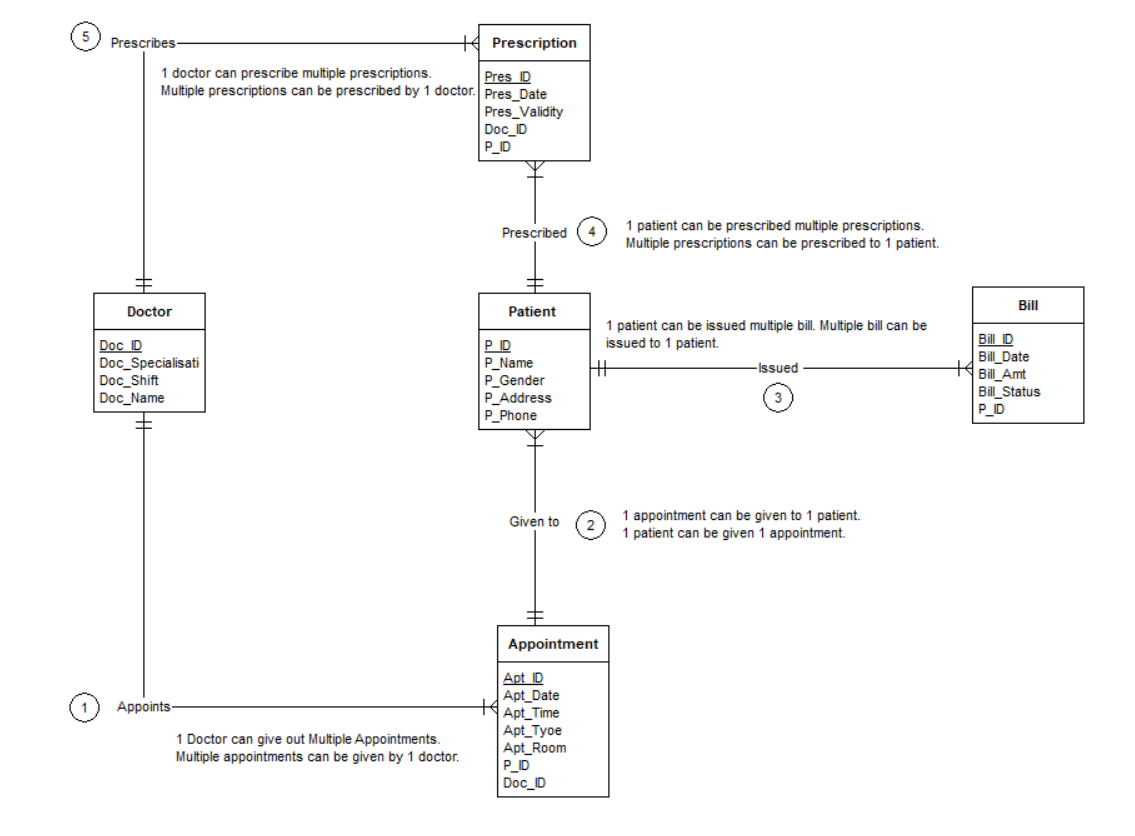 5
Prescribes
Prescription
1 doctor can prescribe multiple prescriptions.
Multiple prescriptions can be prescribed by 1 doctor.
Pres_ID
Pres_Date
Pres_Validity
Doc_ID
P_ID
Prescribed
4
1 patient can be prescribed multiple prescriptions.
Multiple prescriptions can be prescribed to 1 patient.
Doctor
Doc_ID
Doc_Specialisati
Doc_Shift
Doc_Name
Patient
P_ID
P_Name
P_Gender
P_Address
P_Phone
1 patient can be issued multiple bill. Multiple bill can be
issued to 1 patient.
Issued
3
Bill
Bill_ID
Bill_Date
Bill_Amt
Bill_Status
P_ID
Given to
2
1 appointment can be given to 1 patient.
1 patient can be given 1 appointment.
1
Appoints
1 Doctor can give out Multiple Appointments.
Multiple appointments can be given by 1 doctor.
Appointment
Apt_ID
Apt_Date
Apt_Time
Apt_Tyoe
Apt_Room
P_ID
Doc_ID